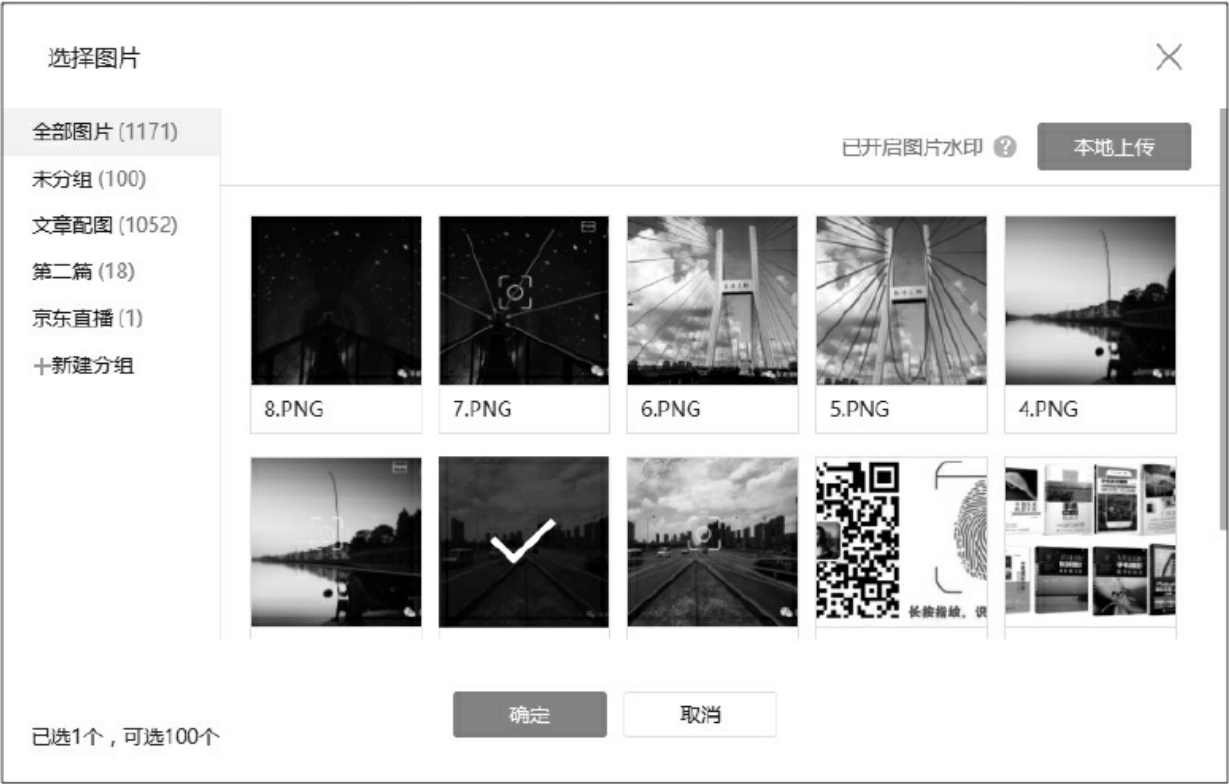 选择图片
全部图片 (1171)
未分组 (100)
文章配图 (1052)
第二篇 (18)
京东直播 (1)
+新建分组
已开启图片水印 ?
本地上传
8.PNG
7.PNG
6.PNG
5.PNG
4.PNG
长按指纹，识
确定
取消
已选1个，可选100个